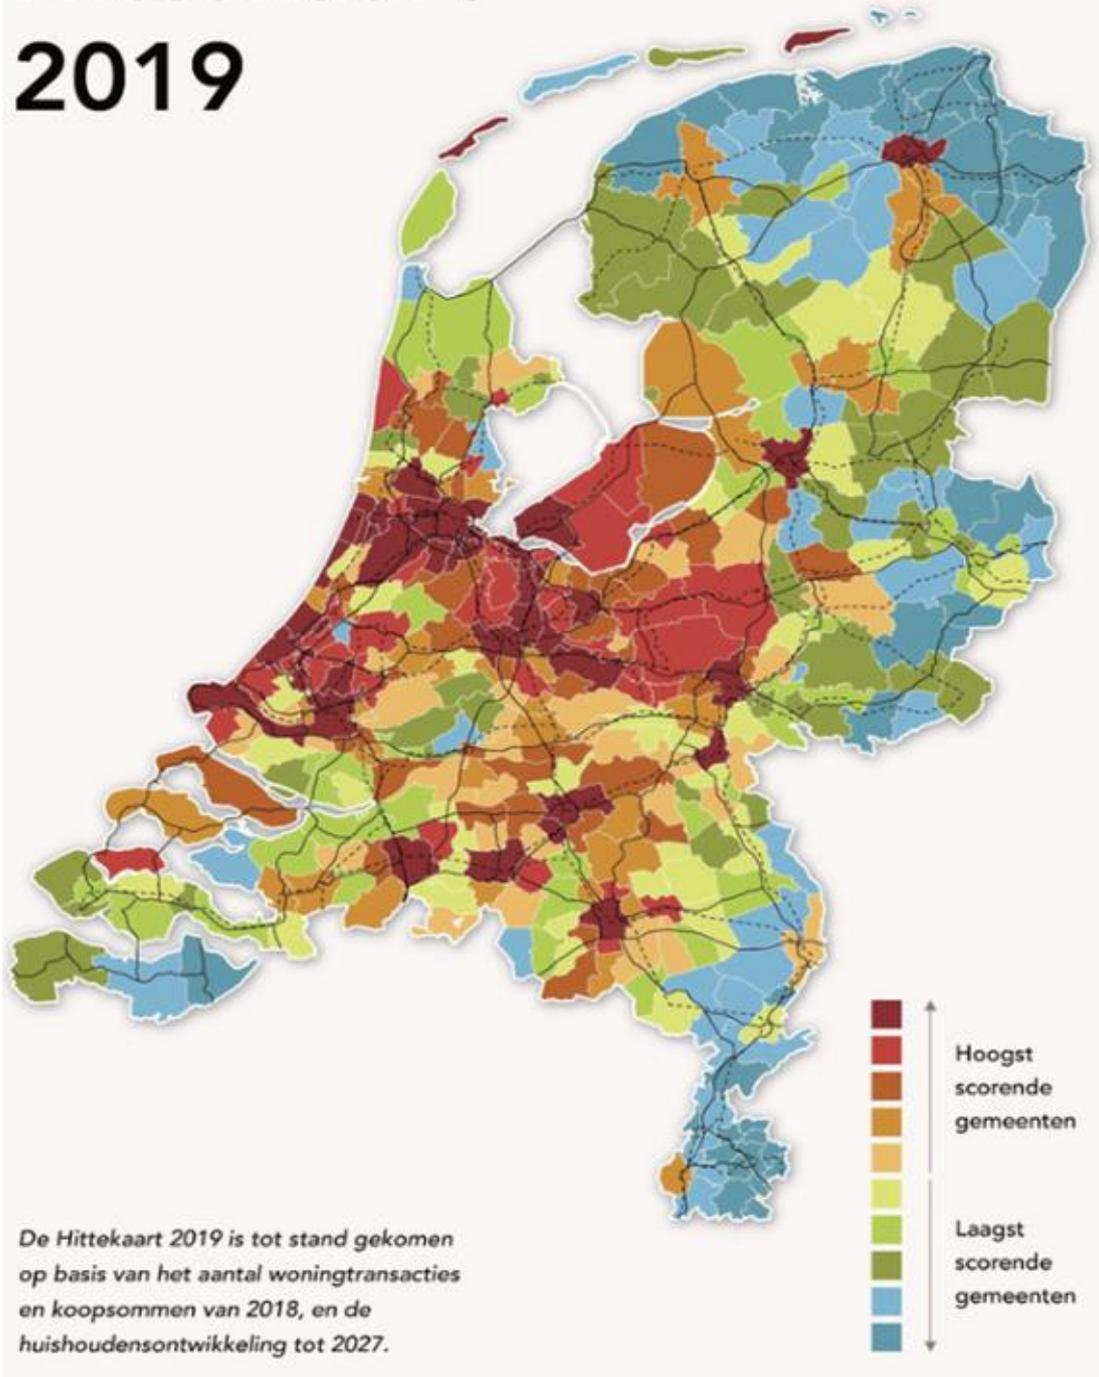 2019
Hoogst
scorende
gemeenten
Laagst
scorende
gemeenten
De Hittekaart 2019 is tot stand gekomen
op basis van het aantal woningtransacties
en koopsommen van 2018, en de
huishoudensontwikkeling tot 2027.